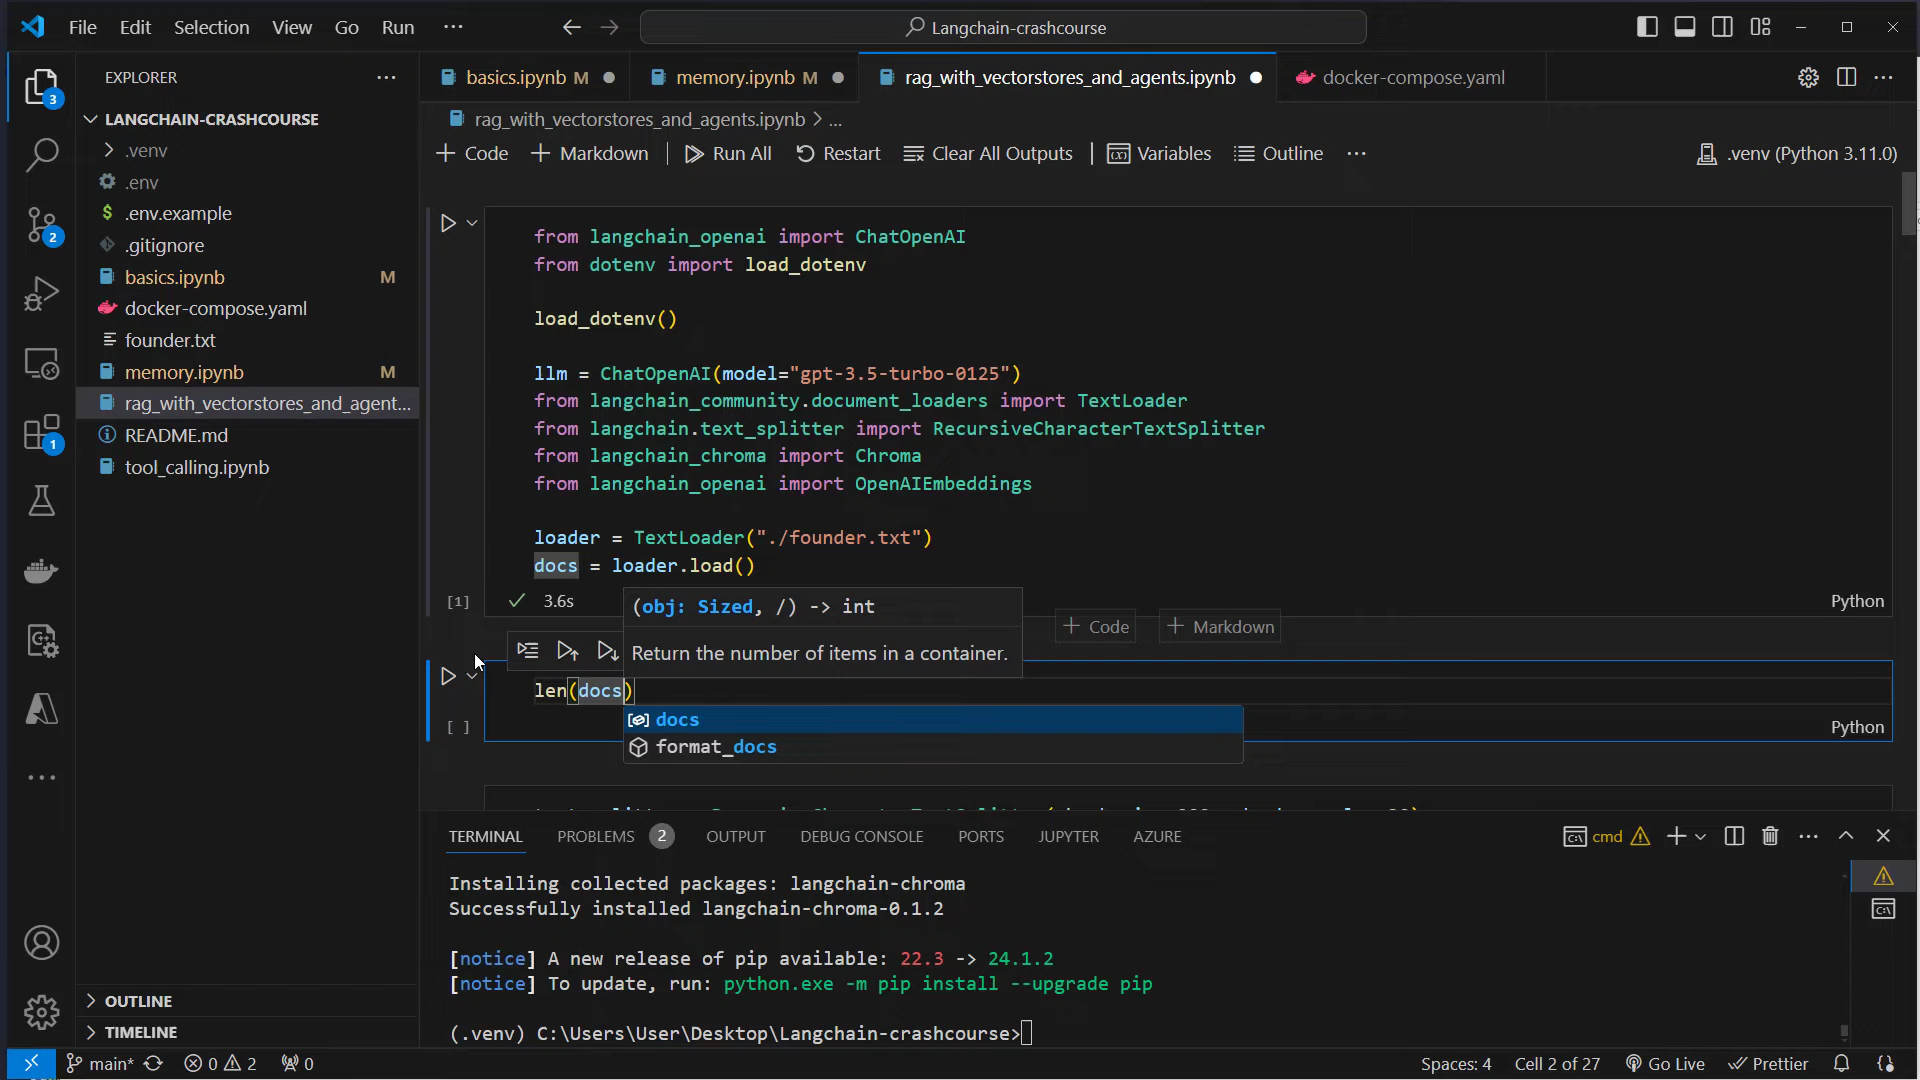 File Edit Selection View Go Run ···
Langchain-crashcourse
EXPLORER
LANGCHAIN-CRASHCOURSE
.venv
.env
.env.example
.gitignore
basics.ipynb M
docker-compose.yaml
founder.txt
memory.ipynb M
rag_with_vectorstores_and_agent...
README.md
tool_calling.ipynb
OUTLINE
TIMELINE
3
2
1
basics.ipynb M
memory.ipynb M
rag_with_vectorstores_and_agents.ipynb
docker-compose.yaml
rag_with_vectorstores_and_agents.ipynb > ...
+ Code + Markdown Run All Restart Clear All Outputs Variables Outline ···
.venv (Python 3.11.0)
from langchain_openai import ChatOpenAI
from dotenv import load_dotenv
load_dotenv()
llm = ChatOpenAI(model="gpt-3.5-turbo-0125")
from langchain_community.document_loaders import TextLoader
from langchain.text_splitter import RecursiveCharacterTextSplitter
from langchain_chroma import Chroma
from langchain_openai import OpenAIEmbeddings
loader = TextLoader("./founder.txt")
docs = loader.load()
[1] 3.6s
Python
(obj: Sized, /) -> int
Return the number of items in a container.
+ Code + Markdown
len(docs)
[ ]
Python
docs
format_docs
TERMINAL PROBLEMS 2 OUTPUT DEBUG CONSOLE PORTS JUPYTER AZURE
cmd
Installing collected packages: langchain-chroma
Successfully installed langchain-chroma-0.1.2
[notice] A new release of pip available: 22.3 -> 24.1.2
[notice] To update, run: python.exe -m pip install --upgrade pip
(.venv) C:\Users\User\Desktop\Langchain-crashcourse>
main* 0 2 0
Spaces: 4 Cell 2 of 27 Go Live Prettier